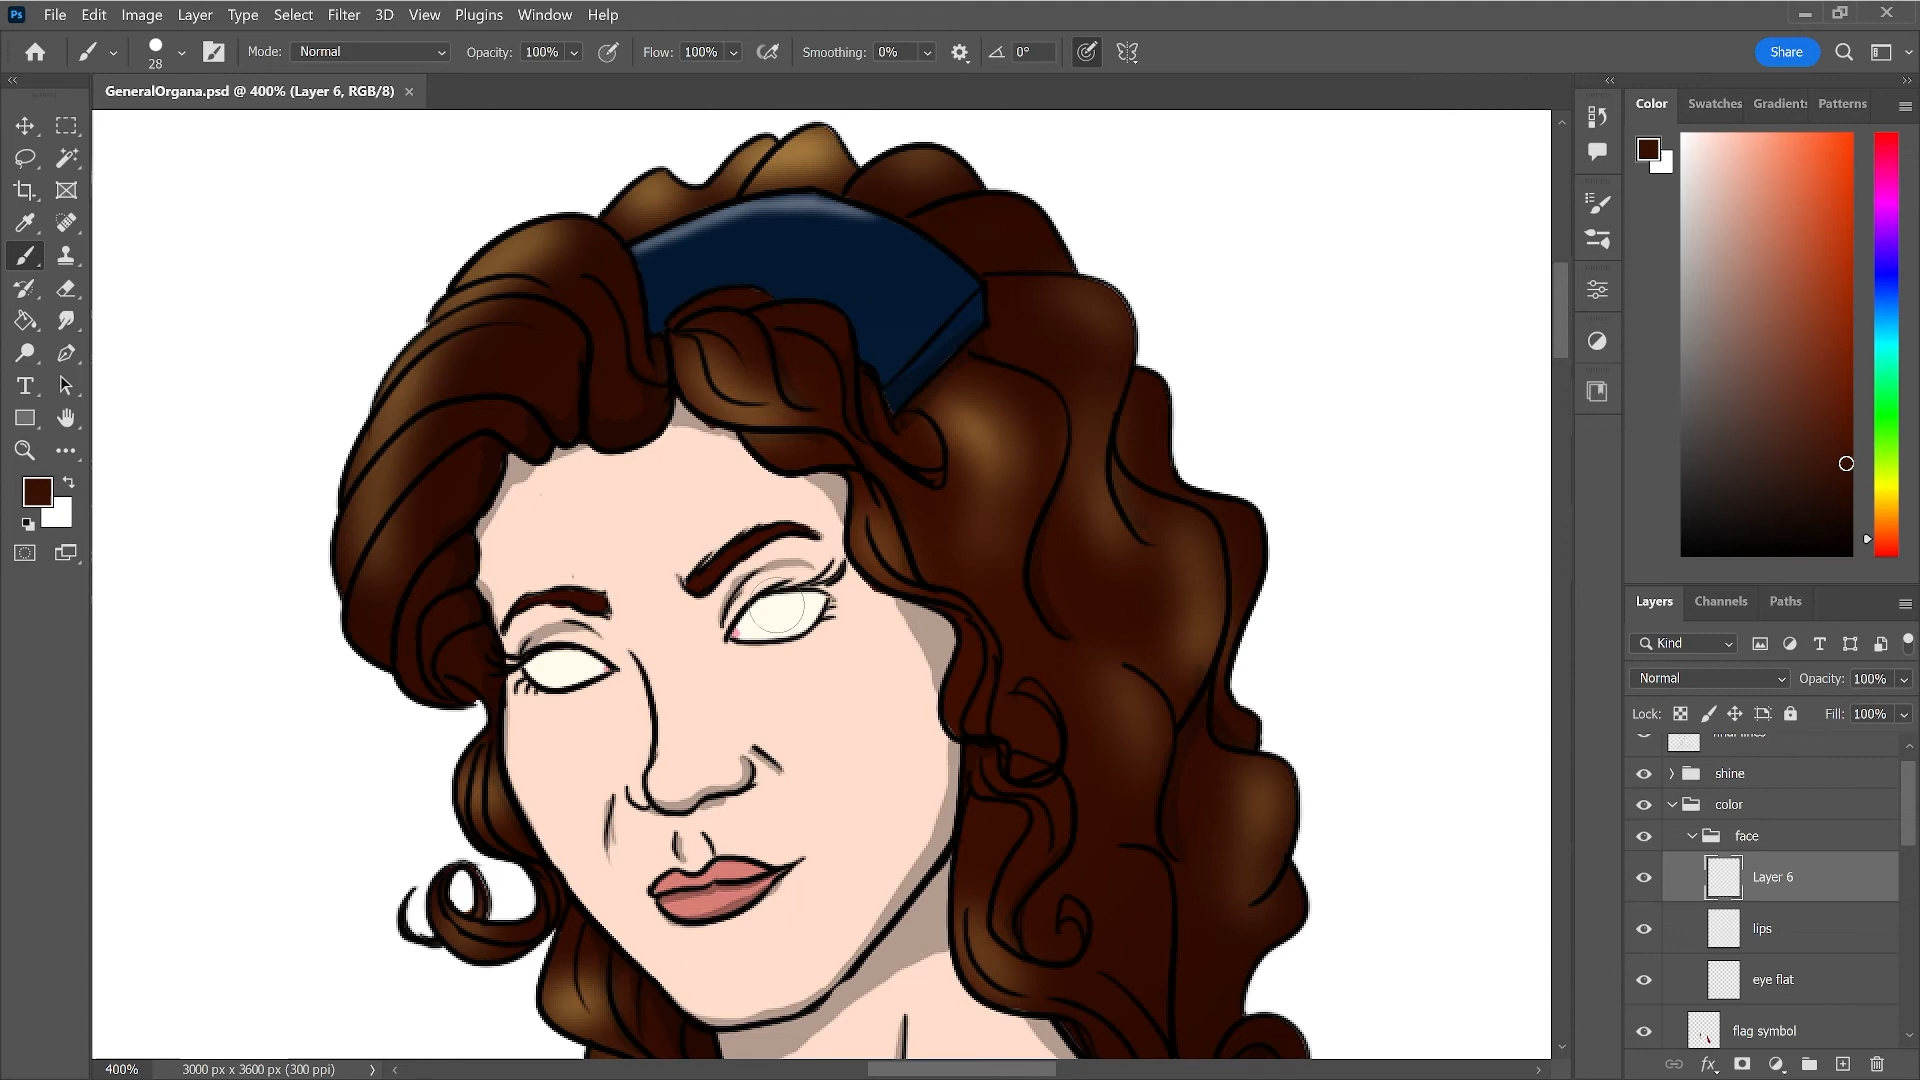 Ps File Edit Image Layer Type Select Filter 3D View Plugins Window Help
28 Mode: Normal Opacity: 100% Flow: 100% Smoothing: 0% 0° Share
GeneralOrgana.psd @ 400% (Layer 6, RGB/8)
Color Swatches Gradients Patterns
Layers Channels Paths
Kind
Normal Opacity: 100%
Lock: Fill: 100%
final lines
shine
color
face
Layer 6
lips
eye flat
flag symbol
400% 3000 px x 3600 px (300 ppi)